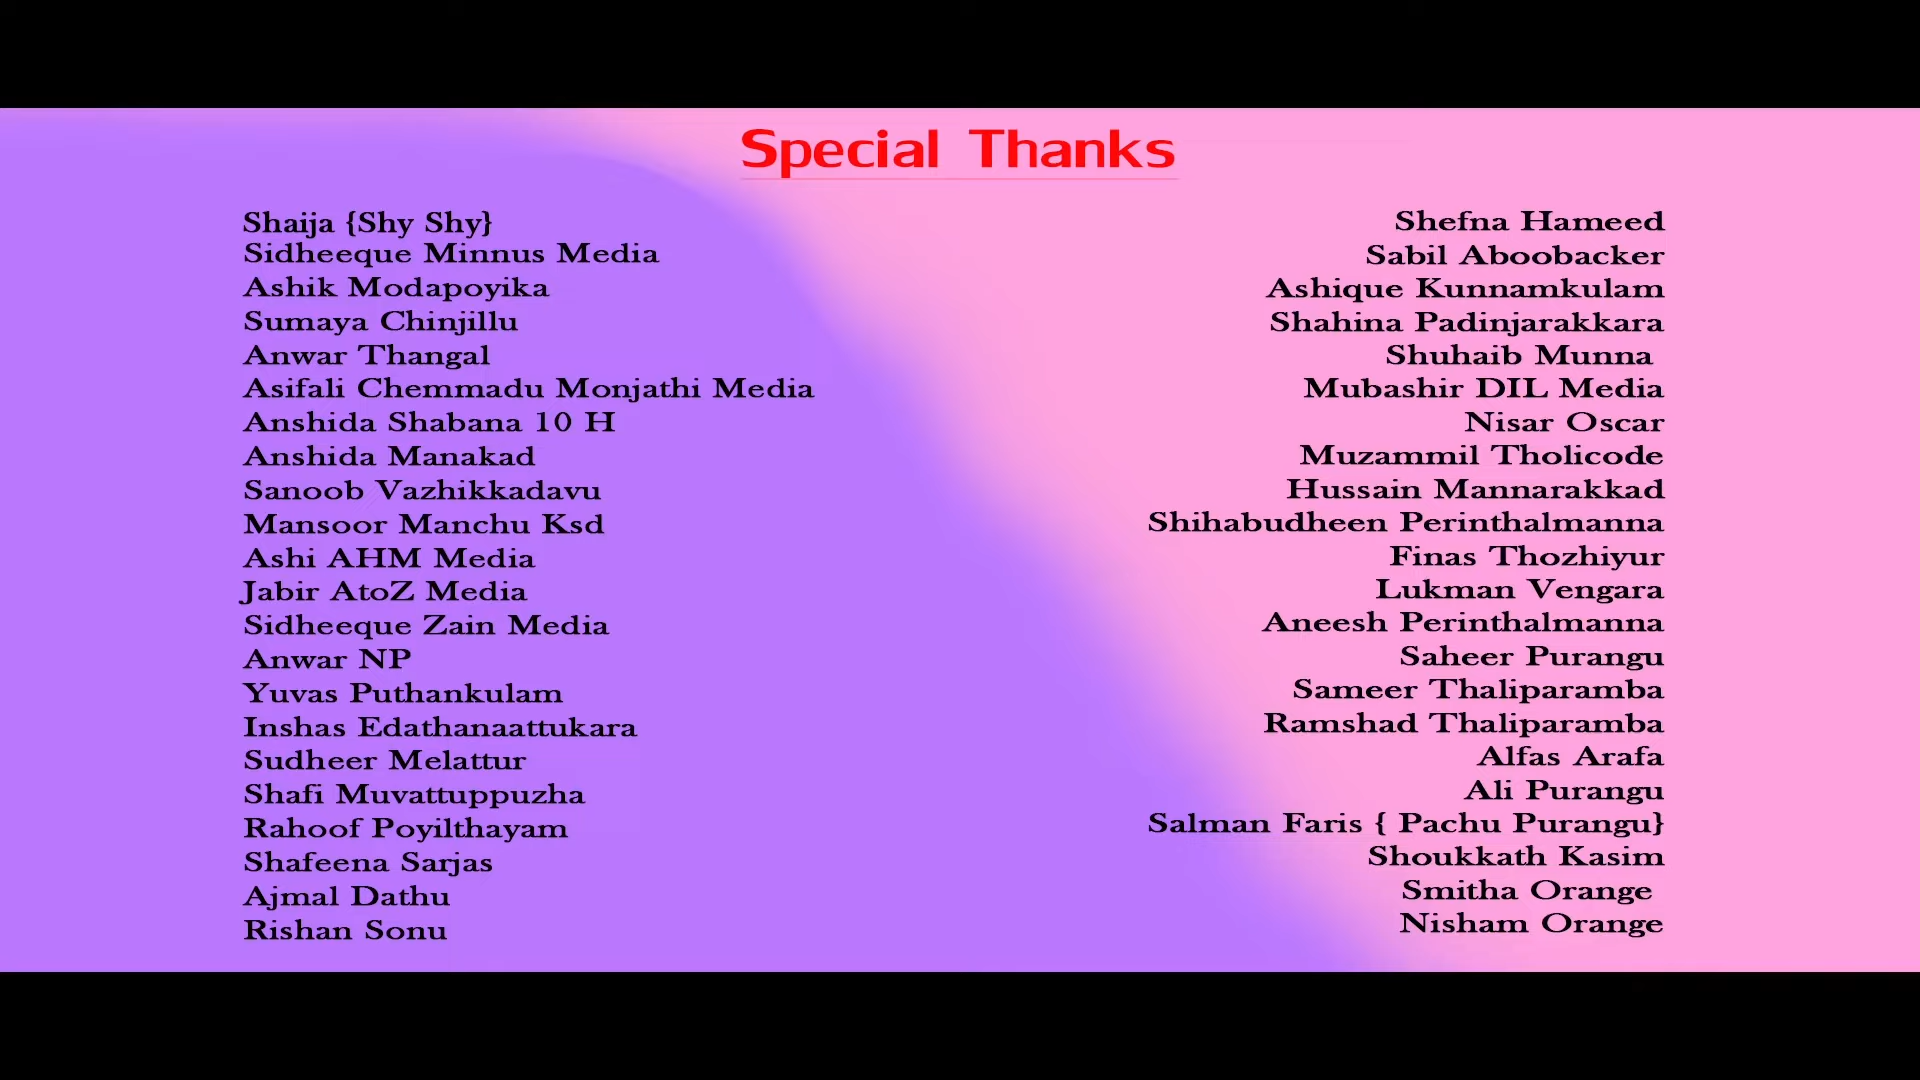 Special Thanks
Shaija {Shy Shy}
Sidheeque Minnus Media
Ashik Modapoyika
Sumaya Chinjillu
Anwar Thangal
Asifali Chemmadu Monjathi Media
Anshida Shabana 10 H
Anshida Manakad
Sanoob Vazhikkadavu
Mansoor Manchu Ksd
Ashi AHM Media
Jabir AtoZ Media
Sidheeque Zain Media
Anwar NP
Yuvas Puthankulam
Inshas Edathanaattukara
Sudheer Melattur
Shafi Muvattuppuzha
Rahoof Poyilthayam
Shafeena Sarjas
Ajmal Dathu
Rishan Sonu
Shefna Hameed
Sabil Aboobacker
Ashique Kunnamkulam
Shahina Padinjarakkara
Shuhaib Munna
Mubashir DIL Media
Nisar Oscar
Muzammil Tholicode
Hussain Mannarakkad
Shihabudheen Perinthalmanna
Finas Thozhiyur
Lukman Vengara
Aneesh Perinthalmanna
Saheer Purangu
Sameer Thaliparamba
Ramshad Thaliparamba
Alfas Arafa
Ali Purangu
Salman Faris { Pachu Purangu}
Shoukkath Kasim
Smitha Orange
Nisham Orange